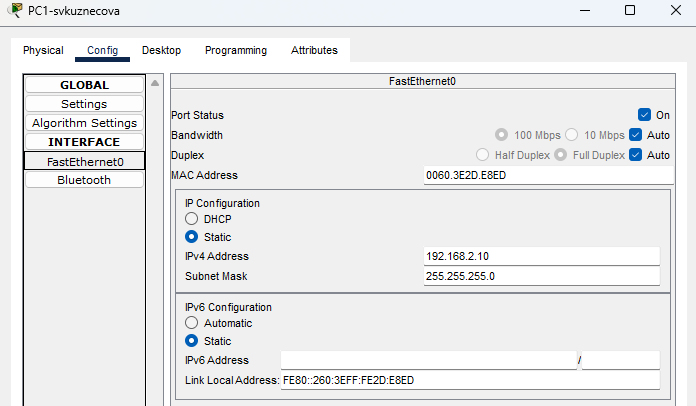 PC1-svkuznecova
Physical Config Desktop Programming Attributes
GLOBAL
Settings
Algorithm Settings
INTERFACE
FastEthernet0
Bluetooth
FastEthernet0
Port Status On
Bandwidth 100 Mbps 10 Mbps Auto
Duplex Half Duplex Full Duplex Auto
MAC Address 0060.3E2D.E8ED
IP Configuration
DHCP
Static
IPv4 Address 192.168.2.10
Subnet Mask 255.255.255.0
IPv6 Configuration
Automatic
Static
IPv6 Address /
Link Local Address: FE80::260:3EFF:FE2D:E8ED